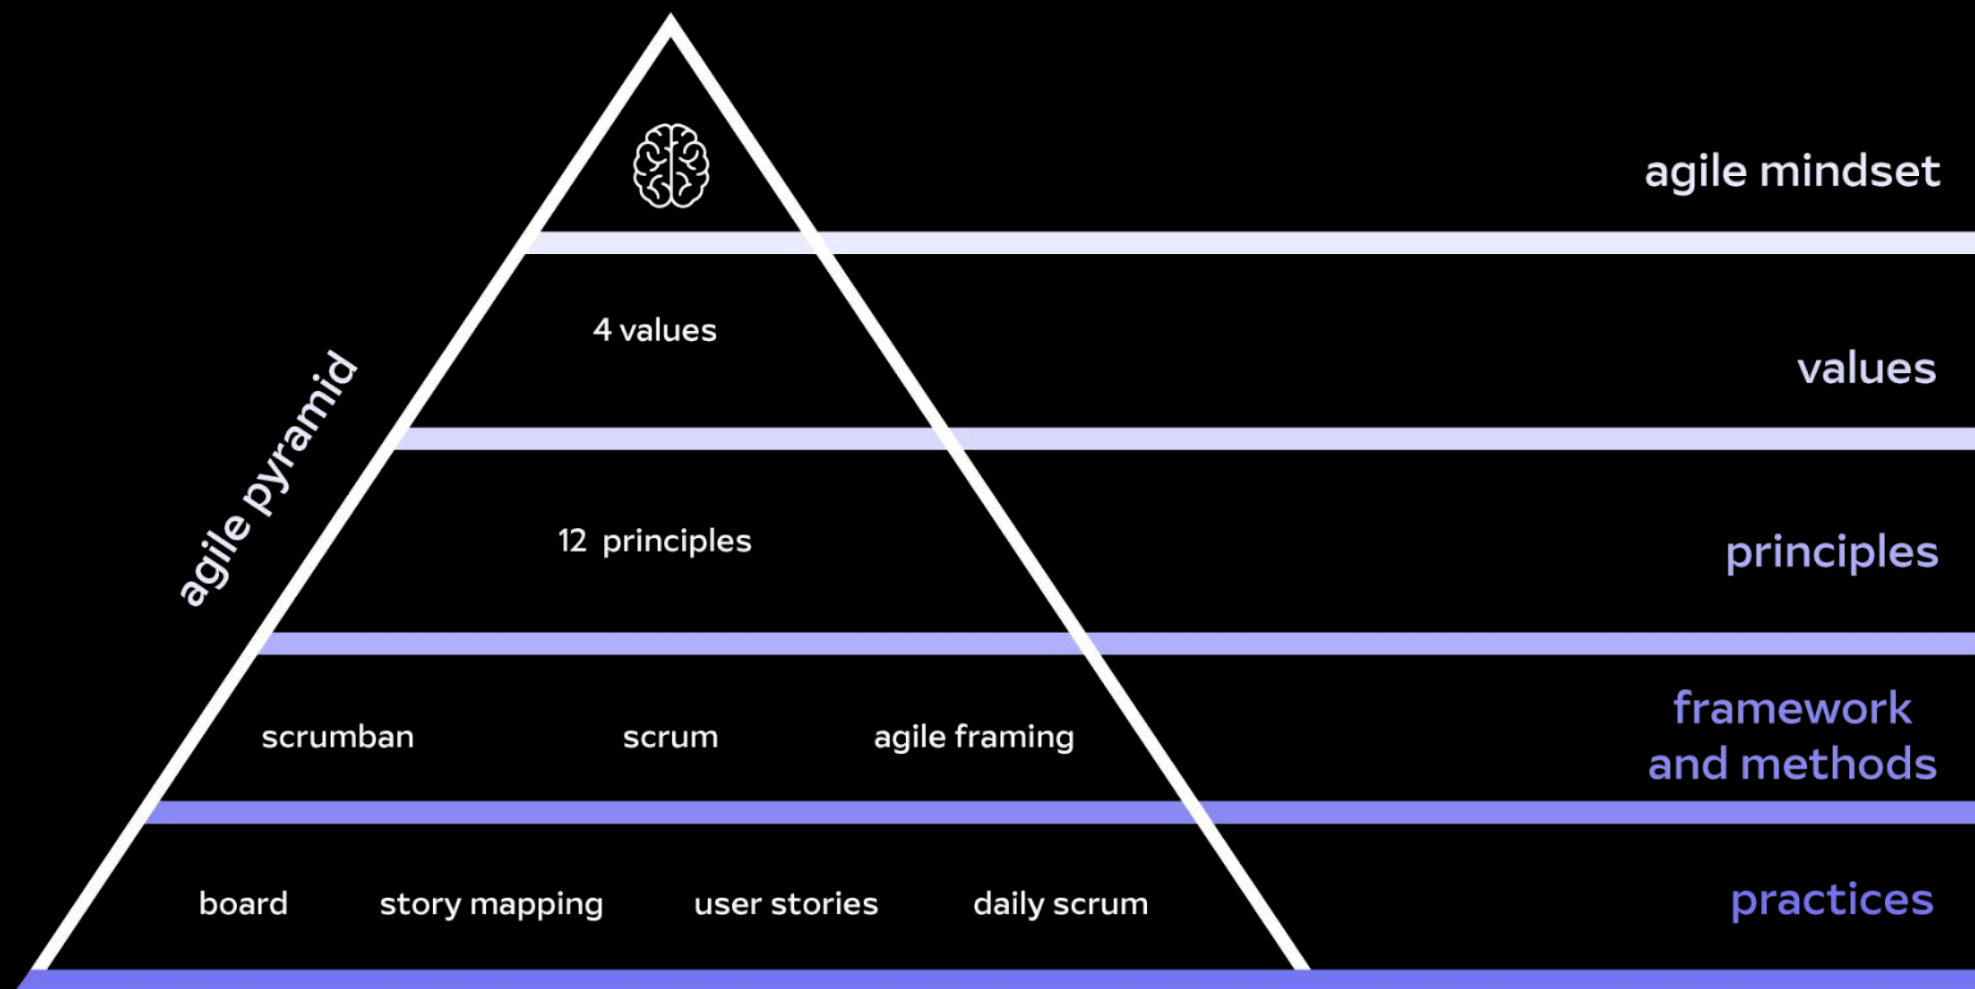 agile pyramid
agile mindset
4 values
values
12 principles
principles
scrumban scrum agile framing
framework
and methods
board story mapping user stories daily scrum
practices